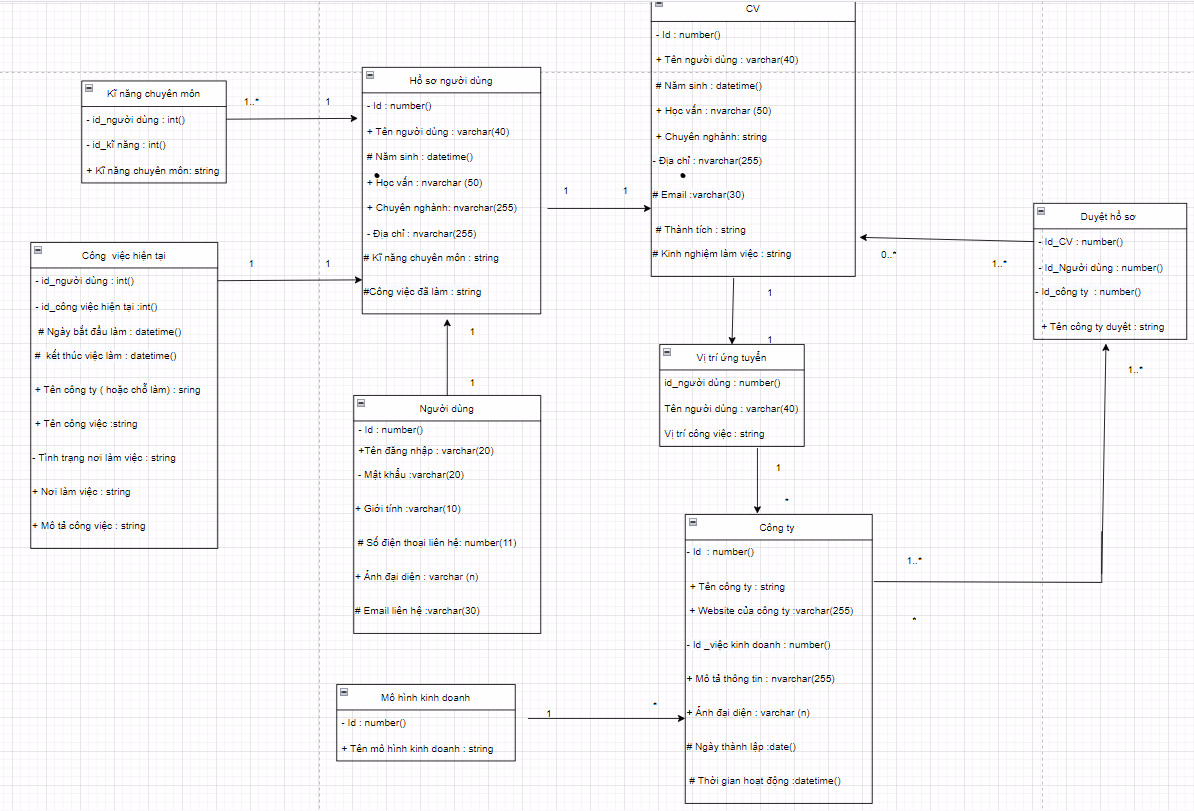 CV
- Id : number()
+ Tên người dùng : varchar(40)
# Năm sinh : datetime()
+ Học vấn : nvarchar (50)
+ Chuyên nghành: string
- Địa chỉ : nvarchar(255)
# Email :varchar(30)
# Thành tích : string
# Kinh nghiệm làm việc : string
Kĩ năng chuyên môn
- id_người dùng : int()
- id_kĩ năng : int()
+ Kĩ năng chuyên môn: string
1..*
1
Hồ sơ người dùng
- Id : number()
+ Tên người dùng : varchar(40)
# Năm sinh : datetime()
+ Học vấn : nvarchar (50)
+ Chuyên nghành: nvarchar(255)
- Địa chỉ : nvarchar(255)
# Kĩ năng chuyên môn : string
#Công việc đã làm : string
1
1
Duyệt hồ sơ
- Id_CV : number()
- Id_Người dùng : number()
- Id_công ty : number()
+ Tên công ty duyệt : string
0..*
1..*
Công việc hiện tại
- id_người dùng : int()
- id_công việc hiện tại :int()
# Ngày bắt đầu làm : datetime()
# kết thúc việc làm : datetime()
+ Tên công ty ( hoặc chỗ làm) : sring
+ Tên công việc :string
- Tình trạng nơi làm việc : string
+ Nơi làm việc : string
+ Mô tả công việc : string
1
1
1
1
1
1
Vị trí ứng tuyển
id_người dùng : number()
Tên người dùng : varchar(40)
Vị trí công việc : string
1..*
Người dùng
- Id : number()
+Tên đăng nhập : varchar(20)
- Mật khẩu :varchar(20)
+ Giới tính :varchar(10)
# Số điện thoại liên hệ: number(11)
+ Ảnh đại diện : varchar (n)
# Email liên hệ :varchar(30)
1
*
Công ty
- Id : number()
+ Tên công ty : string
+ Website của công ty :varchar(255)
- Id _việc kinh doanh : number()
+ Mô tả thông tin : nvarchar(255)
+ Ảnh đại diện : varchar (n)
# Ngày thành lập :date()
# Thời gian hoạt động :datetime()
1..*
*
Mô hình kinh doanh
- Id : number()
+ Tên mô hình kinh doanh : string
1
*